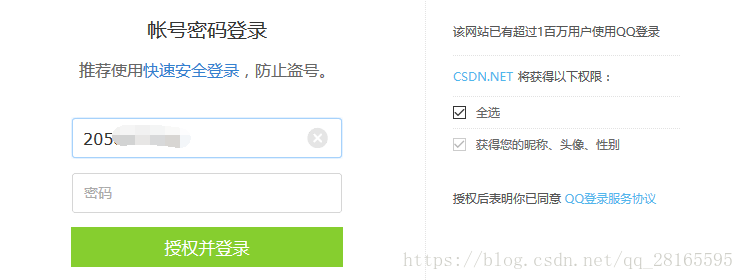 帐号密码登录
推荐使用快速安全登录，防止盗号。
205
密码
授权并登录
该网站已有超过1百万用户使用QQ登录
CSDN.NET 将获得以下权限：
全选
获得您的昵称、头像、性别
授权后表明你已同意 QQ登录服务协议
https://blog.csdn.net/qq_28165595